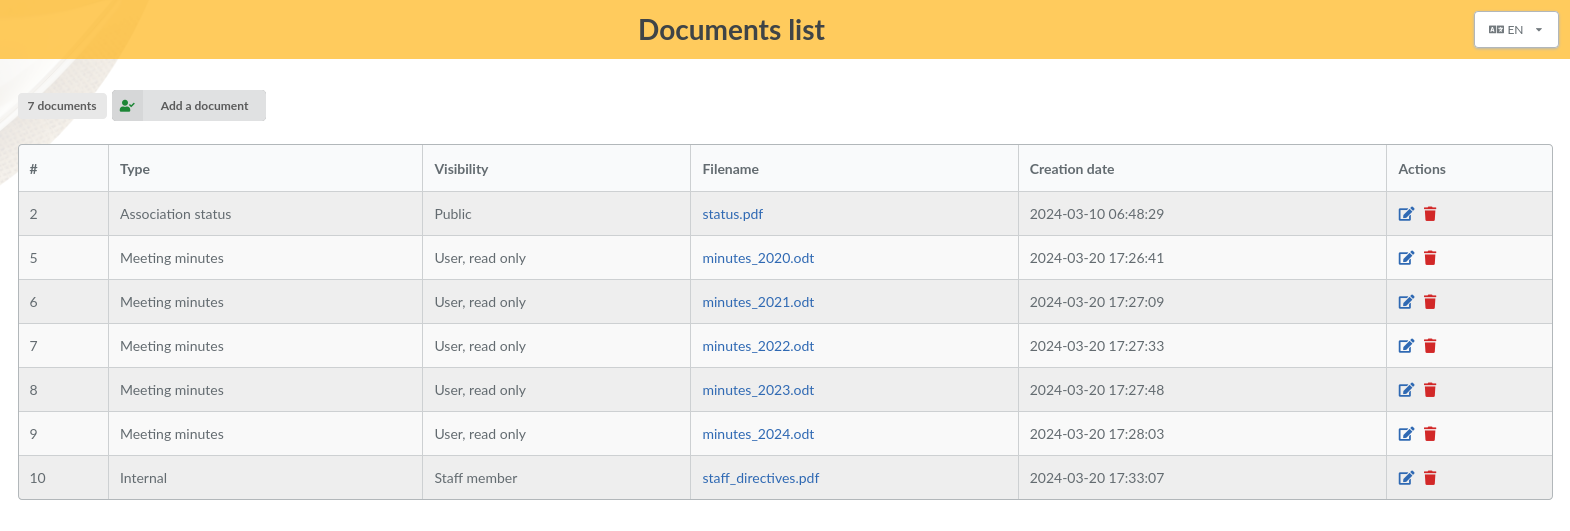 Documents list
EN
7 documents
Add a document
# Type Visibility Filename Creation date Actions
2 Association status Public status.pdf 2024-03-10 06:48:29
5 Meeting minutes User, read only minutes_2020.odt 2024-03-20 17:26:41
6 Meeting minutes User, read only minutes_2021.odt 2024-03-20 17:27:09
7 Meeting minutes User, read only minutes_2022.odt 2024-03-20 17:27:33
8 Meeting minutes User, read only minutes_2023.odt 2024-03-20 17:27:48
9 Meeting minutes User, read only minutes_2024.odt 2024-03-20 17:28:03
10 Internal Staff member staff_directives.pdf 2024-03-20 17:33:07